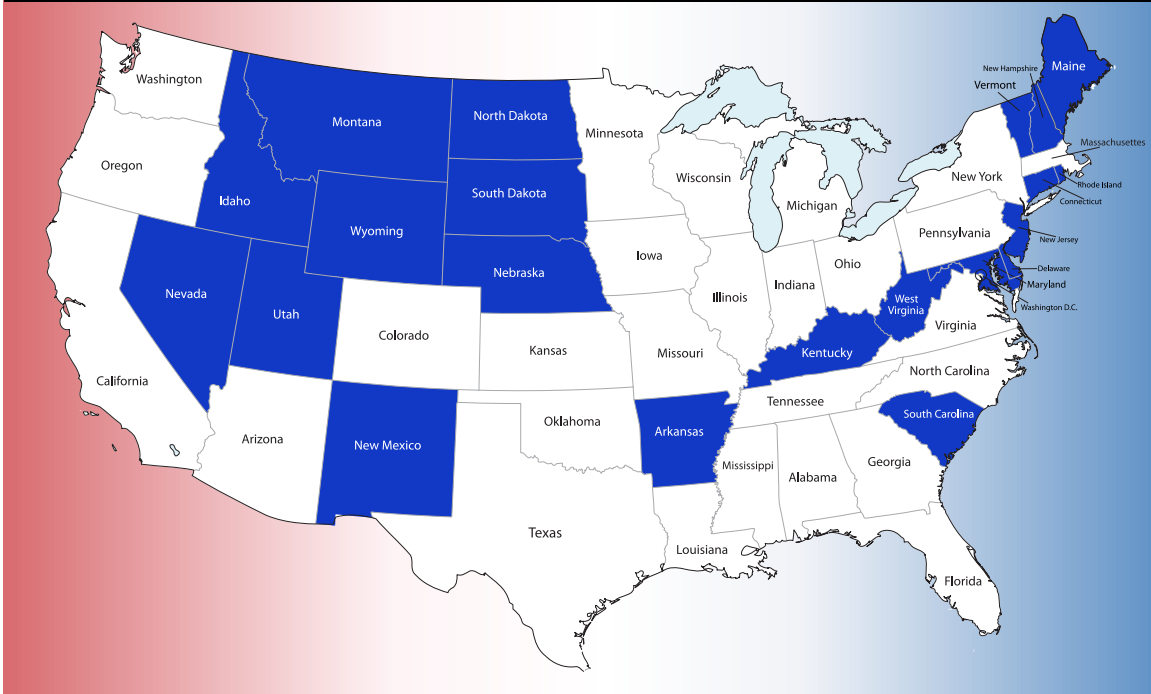 Washington
Oregon
California
Nevada
Idaho
Montana
Wyoming
Utah
Arizona
Colorado
New Mexico
North Dakota
South Dakota
Nebraska
Kansas
Oklahoma
Texas
Minnesota
Iowa
Missouri
Arkansas
Louisiana
Wisconsin
Illinois
Michigan
Indiana
Ohio
Kentucky
Tennessee
Mississippi
Alabama
Georgia
Florida
South Carolina
North Carolina
Virginia
West
Virginia
Pennsylvania
New York
Vermont
New Hampshire
Maine
Massachusettes
Rhode Island
Connecticut
New Jersey
Delaware
Maryland
Washington D.C.